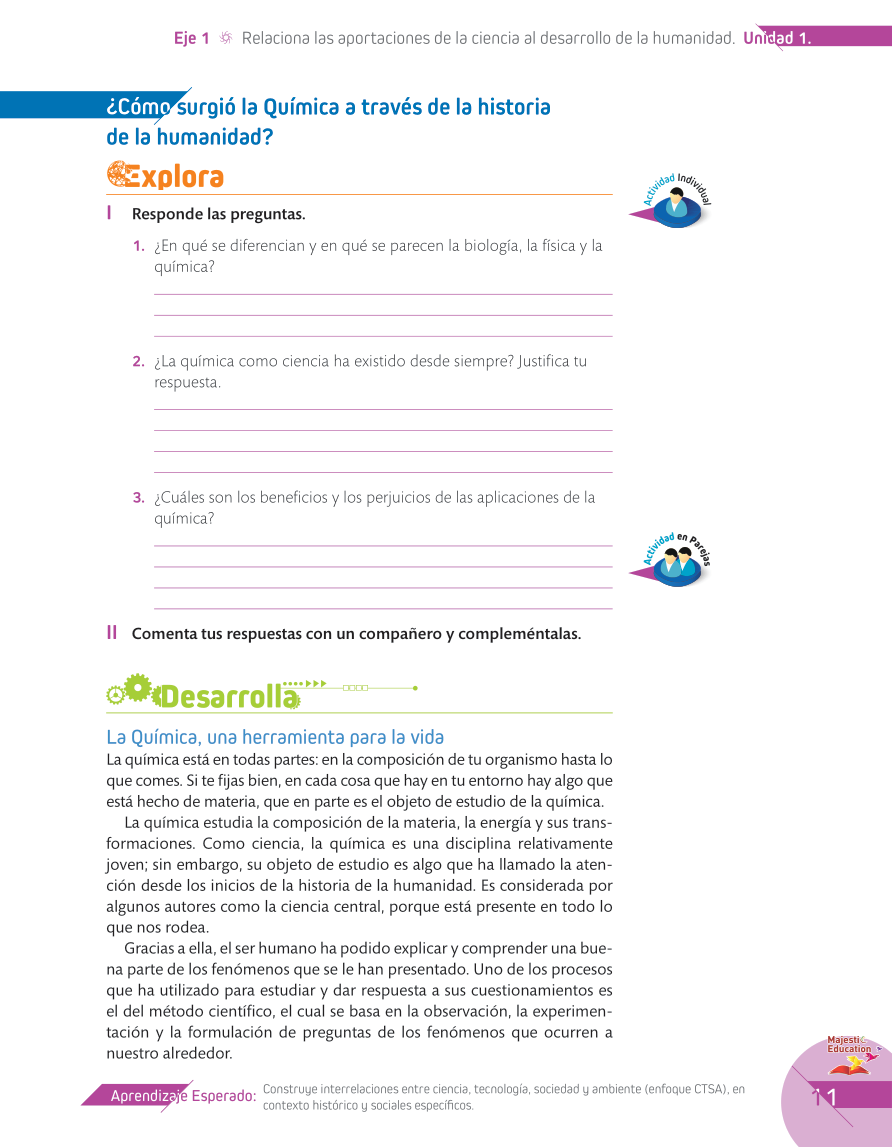 Eje 1 Relaciona las aportaciones de la ciencia al desarrollo de la humanidad. Unidad 1.
¿Cómo surgió la Química a través de la historia
de la humanidad?
Explora
Actividad Individual
I Responde las preguntas.
1. ¿En qué se diferencian y en qué se parecen la biología, la física y la
química?
2. ¿La química como ciencia ha existido desde siempre? Justifica tu
respuesta.
3. ¿Cuáles son los beneficios y los perjuicios de las aplicaciones de la
química?
Actividad en Parejas
II Comenta tus respuestas con un compañero y compleméntalas.
Desarrolla
La Química, una herramienta para la vida
La química está en todas partes: en la composición de tu organismo hasta lo
que comes. Si te fijas bien, en cada cosa que hay en tu entorno hay algo que
está hecho de materia, que en parte es el objeto de estudio de la química.
La química estudia la composición de la materia, la energía y sus trans-
formaciones. Como ciencia, la química es una disciplina relativamente
joven; sin embargo, su objeto de estudio es algo que ha llamado la aten-
ción desde los inicios de la historia de la humanidad. Es considerada por
algunos autores como la ciencia central, porque está presente en todo lo
que nos rodea.
Gracias a ella, el ser humano ha podido explicar y comprender una bue-
na parte de los fenómenos que se le han presentado. Uno de los procesos
que ha utilizado para estudiar y dar respuesta a sus cuestionamientos es
el del método científico, el cual se basa en la observación, la experimen-
tación y la formulación de preguntas de los fenómenos que ocurren a
nuestro alrededor.
Majestic
Education
Aprendizaje Esperado: Construye interrelaciones entre ciencia, tecnología, sociedad y ambiente (enfoque CTSA), en
contexto histórico y sociales específicos.
11